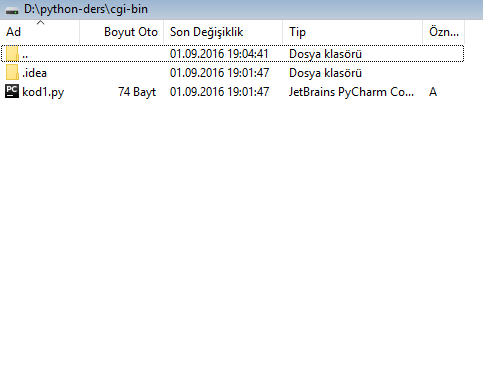 D:\python-ders\cgi-bin
Ad Boyut Oto Son Değişiklik Tip Özn...
.. 01.09.2016 19:04:41 Dosya klasörü
.idea 01.09.2016 19:01:47 Dosya klasörü
PC kod1.py 74 Bayt 01.09.2016 19:01:47 JetBrains PyCharm Co... A